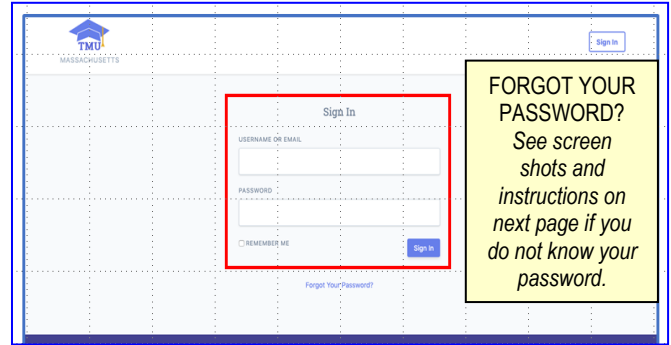 TMU
MASSACHUSETTS
Sign In
Sign In
USERNAME OR EMAIL
PASSWORD
REMEMBER ME
Sign In
Forgot Your Password?
FORGOT YOUR
PASSWORD?
See screen
shots and
instructions on
next page if you
do not know your
password.